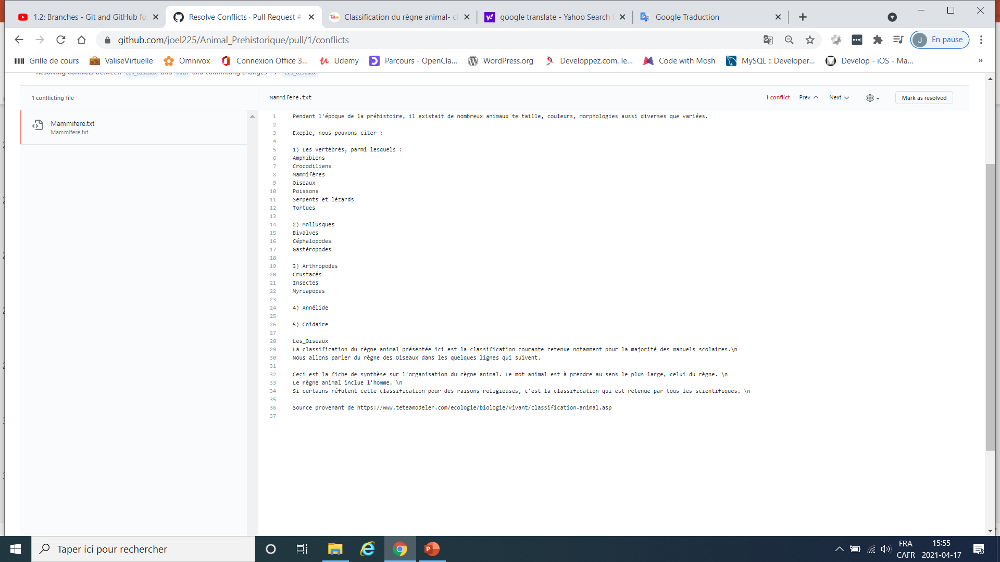 1.2: Branches - Git and GitHub fo
Resolve Conflicts · Pull Request #
Classification du règne animal- cl
google translate - Yahoo Search
Google Traduction
github.com/joel225/Animal_Prehistorique/pull/1/conflicts
J En pause
Grille de cours
ValiseVirtuelle
Omnivox
Connexion Office 3...
Udemy
Parcours - OpenCla...
WordPress.org
Developpez.com, le...
Code with Mosh
MySQL :: Developer...
Develop - iOS - Ma...
»
Resolving conflicts between Les_Oiseaux and main and committing changes → Les_Oiseaux
1 conflicting file
Mammifere.txt
1 conflict
Prev
Next
Mark as resolved
Mammifere.txt
Mammifere.txt
1 Pendant l'époque de la préhistoire, il existait de nombreux animaux te taille, couleurs, morphologies aussi diverses que variées.
2
3 Exeple, nous pouvons citer :
4
5 1) Les vertébrés, parmi lesquels :
6 Amphibiens
7 Crocodiliens
8 Mammifères
9 Oiseaux
10 Poissons
11 Serpents et lézards
12 Tortues
13
14 2) Mollusques
15 Bivalves
16 Céphalopodes
17 Gastéropodes
18
19 3) Arthropodes
20 Crustacés
21 Insectes
22 Myriapopes
23
24 4) Annélide
25
26 5) Cnidaire
27
28 Les_Oiseaux
29 La classification du règne animal présentée ici est la classification courante retenue notamment pour la majorité des manuels scolaires.\n
30 Nous allons parler du règne des Oiseaux dans les quelques lignes qui suivent.
31
32 Ceci est la fiche de synthèse sur l'organisation du règne animal. Le mot animal est à prendre au sens le plus large, celui du règne. \n
33 Le règne animal inclue l'homme. \n
34 Si certains réfutent cette classification pour des raisons religieuses, c'est la classification qui est retenue par tous les scientifiques. \n
35
36 Source provenant de https://www.teteamodeler.com/ecologie/biologie/vivant/classification-animal.asp
37
Taper ici pour rechercher
FRA
CAFR
15:55
2021-04-17